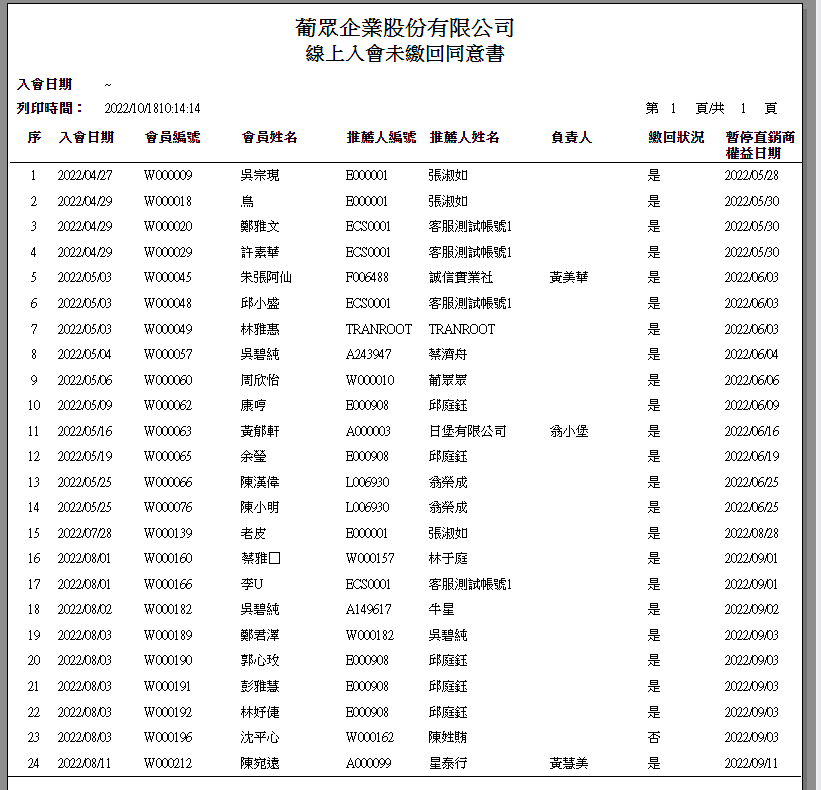 葡眾企業股份有限公司
線上入會未繳回同意書
入會日期 ~
列印時間： 2022/10/1810:14:14 第 1 頁/共 1 頁
序 入會日期 會員編號 會員姓名 推薦人編號 推薦人姓名 負責人 繳回狀況 暫停直銷商
權益日期
1 2022/04/27 W000009 吳宗現 E000001 張淑如 是 2022/05/28
2 2022/04/29 W000018 鳥 E000001 張淑如 是 2022/05/30
3 2022/04/29 W000020 鄭雅文 ECS0001 客服測試帳號1 是 2022/05/30
4 2022/04/29 W000029 許素華 ECS0001 客服測試帳號1 是 2022/05/30
5 2022/05/03 W000045 朱張阿仙 F006488 誠信實業社 黃美華 是 2022/06/03
6 2022/05/03 W000048 邱小盛 ECS0001 客服測試帳號1 是 2022/06/03
7 2022/05/03 W000049 林雅惠 TRANROOT TRANROOT 是 2022/06/03
8 2022/05/04 W000057 吳碧純 A243947 蔡濟舟 是 2022/06/04
9 2022/05/06 W000060 周欣怡 W000010 葡眾眾 是 2022/06/06
10 2022/05/09 W000062 康哼 E000908 邱庭鈺 是 2022/06/09
11 2022/05/16 W000063 黃郁軒 A000003 日堡有限公司 翁小堡 是 2022/06/16
12 2022/05/19 W000065 余瑩 E000908 邱庭鈺 是 2022/06/19
13 2022/05/25 W000066 陳漢偉 L006930 翁榮成 是 2022/06/25
14 2022/05/25 W000076 陳小明 L006930 翁榮成 是 2022/06/25
15 2022/07/28 W000139 老皮 E000001 張淑如 是 2022/08/28
16 2022/08/01 W000160 蔡雅□ W000157 林于庭 是 2022/09/01
17 2022/08/01 W000166 李U ECS0001 客服測試帳號1 是 2022/09/01
18 2022/08/02 W000182 吳碧純 A149617 牛星 是 2022/09/02
19 2022/08/03 W000189 鄭君澤 W000182 吳碧純 是 2022/09/03
20 2022/08/03 W000190 郭心玫 E000908 邱庭鈺 是 2022/09/03
21 2022/08/03 W000191 彭雅慧 E000908 邱庭鈺 是 2022/09/03
22 2022/08/03 W000192 林妤倢 E000908 邱庭鈺 是 2022/09/03
23 2022/08/03 W000196 沈平心 W000162 陳姓賄 否 2022/09/03
24 2022/08/11 W000212 陳宛遠 A000099 星泰行 黃慧美 是 2022/09/11